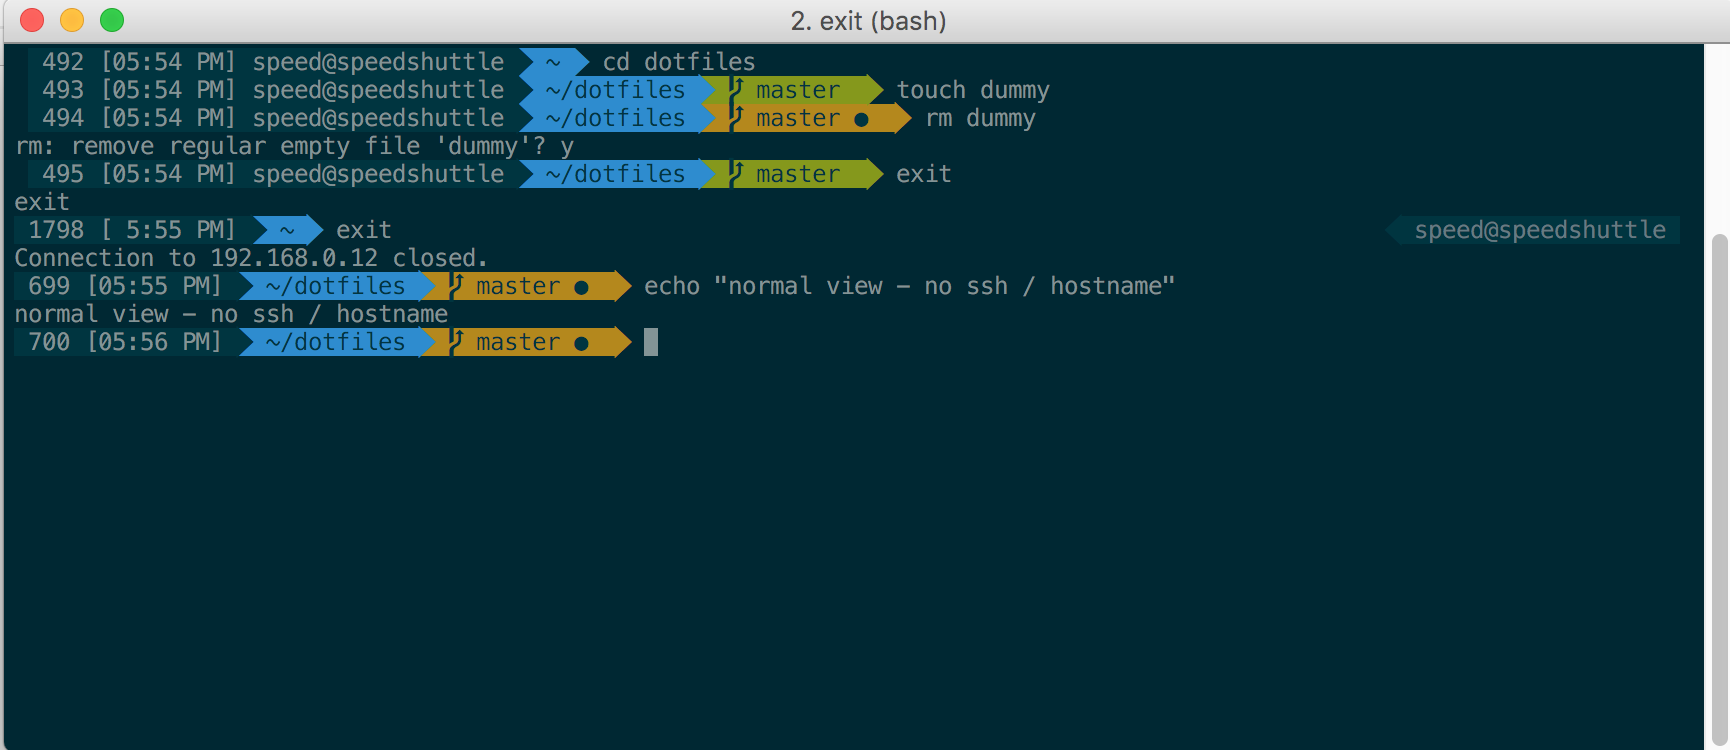 2. exit (bash)
492 [05:54 PM] speed@speedshuttle ~ cd dotfiles
493 [05:54 PM] speed@speedshuttle ~/dotfiles master touch dummy
494 [05:54 PM] speed@speedshuttle ~/dotfiles master ● rm dummy
rm: remove regular empty file 'dummy'? y
495 [05:54 PM] speed@speedshuttle ~/dotfiles master exit
exit
1798 [ 5:55 PM] ~ exit speed@speedshuttle
Connection to 192.168.0.12 closed.
699 [05:55 PM] ~/dotfiles master ● echo "normal view – no ssh / hostname"
normal view – no ssh / hostname
700 [05:56 PM] ~/dotfiles master ●